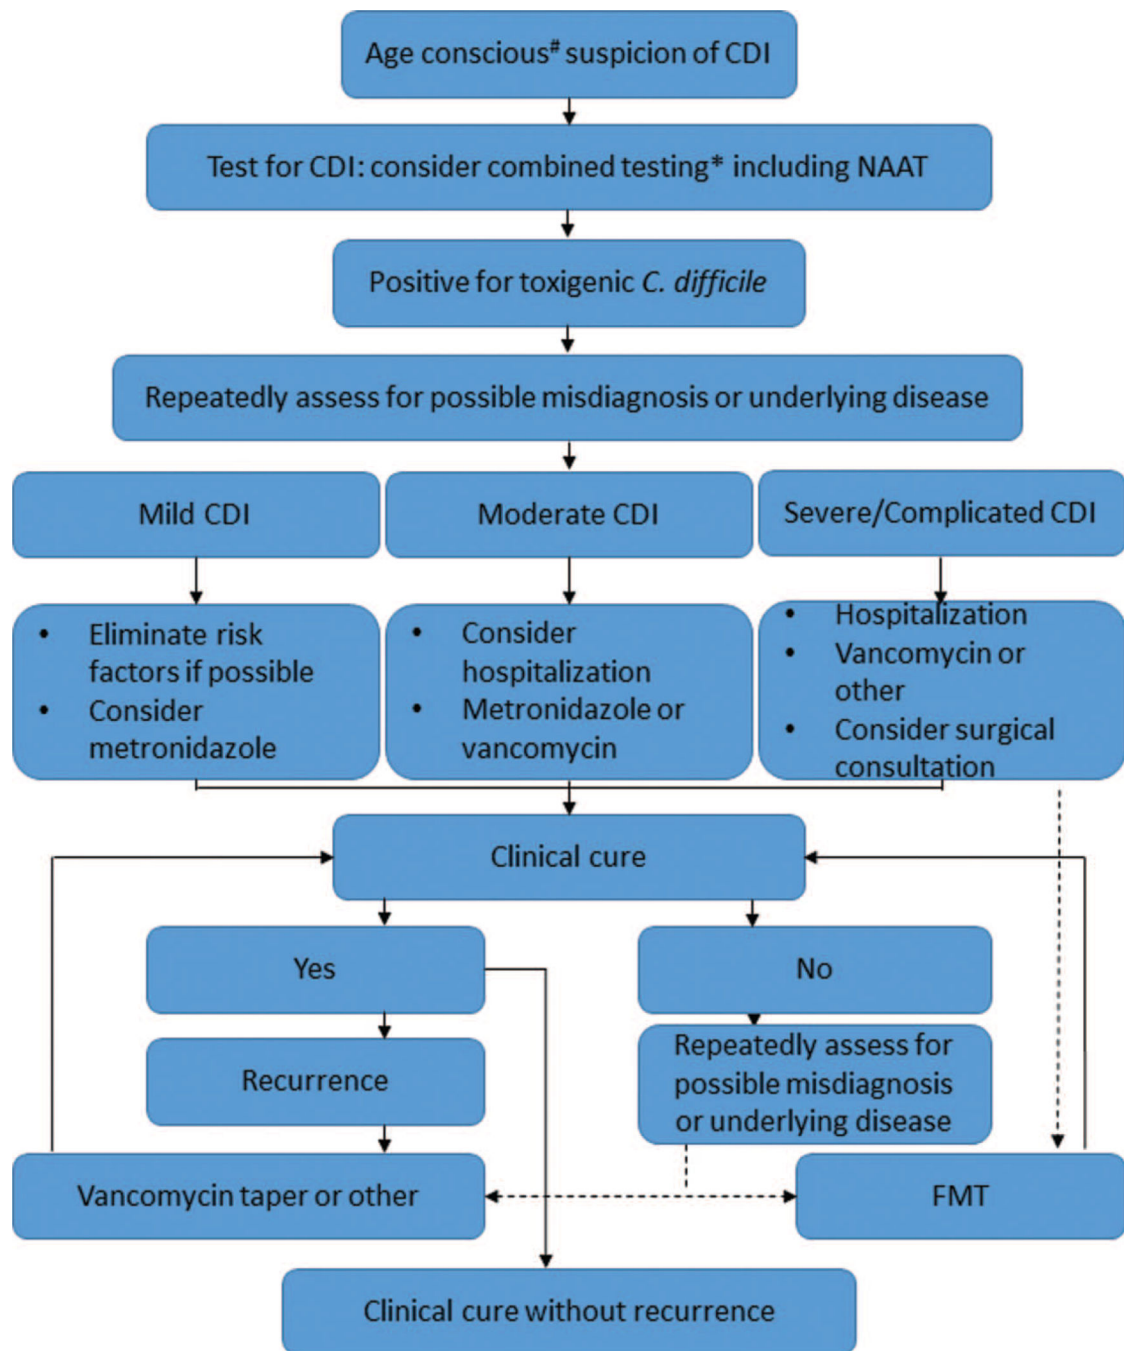 Age conscious# suspicion of CDI
Test for CDI: consider combined testing* including NAAT
Positive for toxigenic C. difficile
Repeatedly assess for possible misdiagnosis or underlying disease
Mild CDI
Moderate CDI
Severe/Complicated CDI
• Eliminate risk
factors if possible
• Consider
metronidazole
• Consider
hospitalization
• Metronidazole or
vancomycin
• Hospitalization
• Vancomycin or
other
• Consider surgical
consultation
Clinical cure
Yes
No
Recurrence
Repeatedly assess for
possible misdiagnosis
or underlying disease
Vancomycin taper or other
FMT
Clinical cure without recurrence